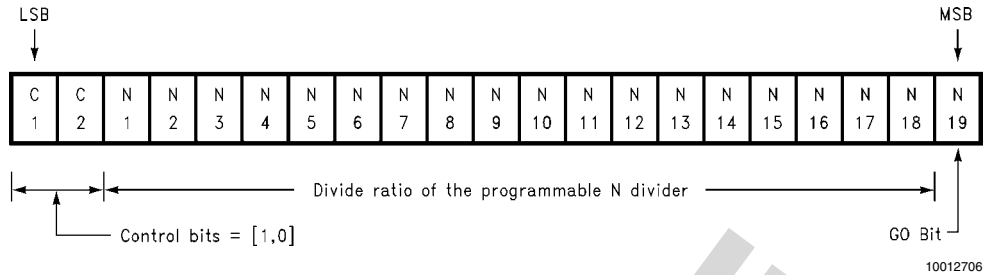 LSB MSB
C C N N N N N N N N N N N N N N N N N N N
1 2 1 2 3 4 5 6 7 8 9 10 11 12 13 14 15 16 17 18 19
Divide ratio of the programmable N divider
Control bits = [1,0] GO Bit
10012706